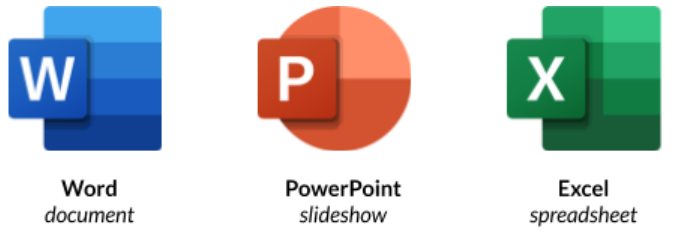 W P X
Word PowerPoint Excel
document slideshow spreadsheet